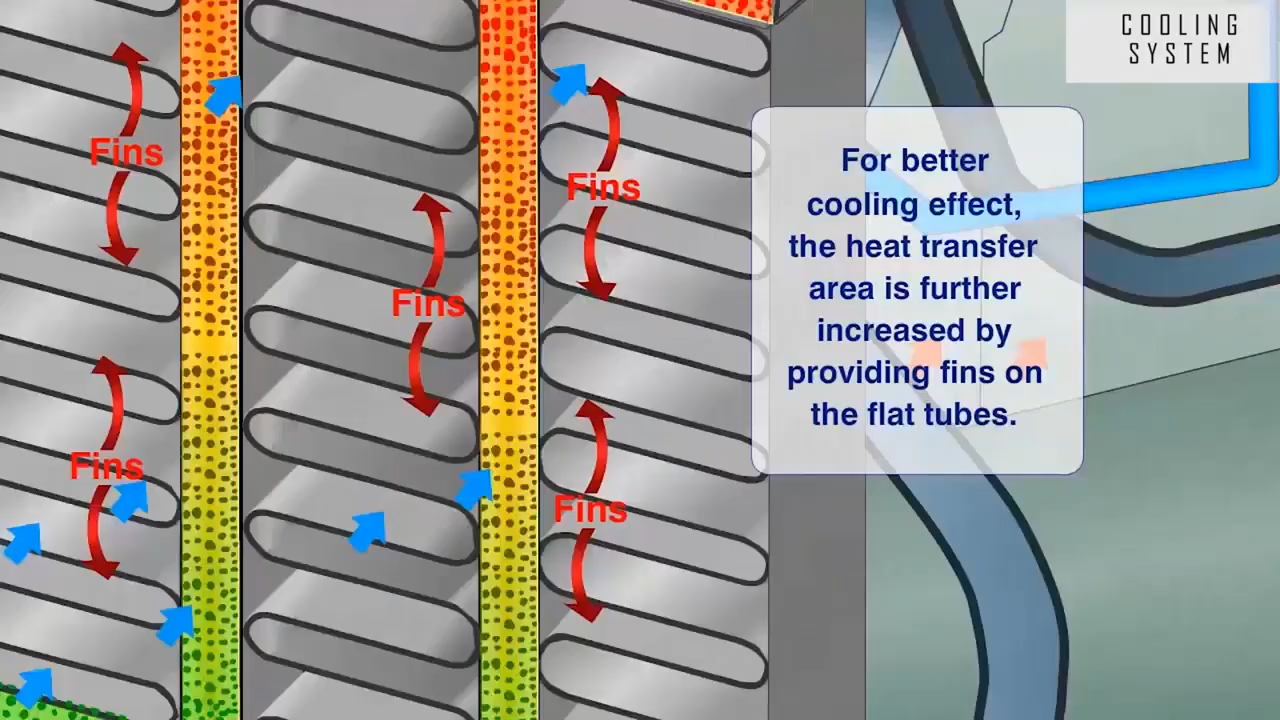 COOLING
SYSTEM
Fins
Fins
Fins
Fins
Fins
For better
cooling effect,
the heat transfer
area is further
increased by
providing fins on
the flat tubes.